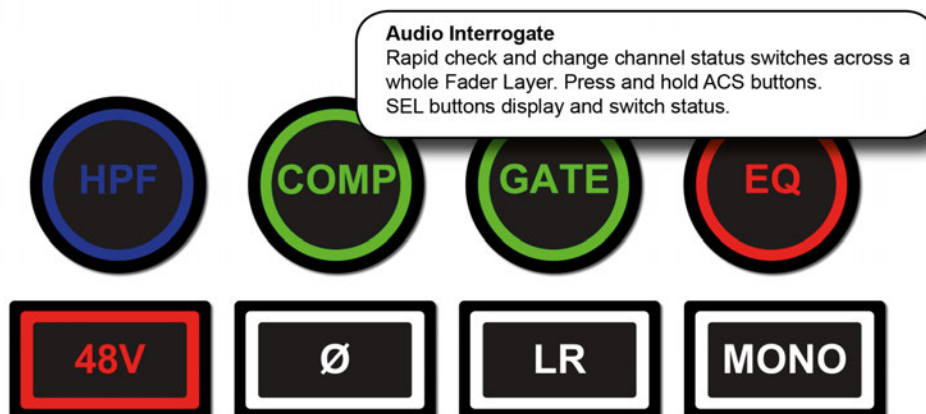 Audio Interrogate
Rapid check and change channel status switches across a
whole Fader Layer. Press and hold ACS buttons.
SEL buttons display and switch status.
HPF COMP GATE EQ
48V Ø LR MONO